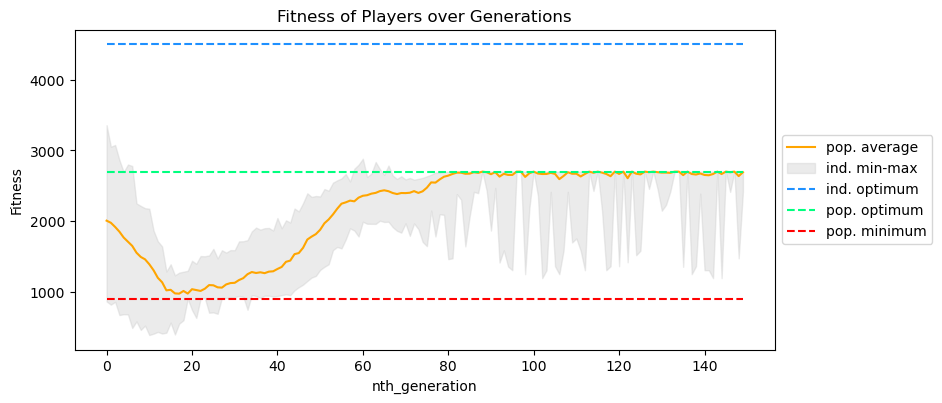 Fitness of Players over Generations
Fitness
4000
3000
2000
1000
0
20
40
60
80
100
120
140
nth_generation
pop. average
ind. min-max
ind. optimum
pop. optimum
pop. minimum